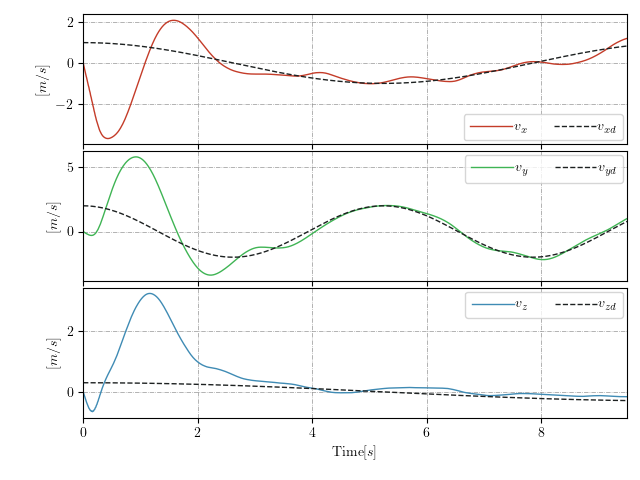 2
0
−2
[m/s]
v_x v_xd
5
0
[m/s]
v_y v_yd
2
0
[m/s]
v_z v_zd
0 2 4 6 8
Time[s]